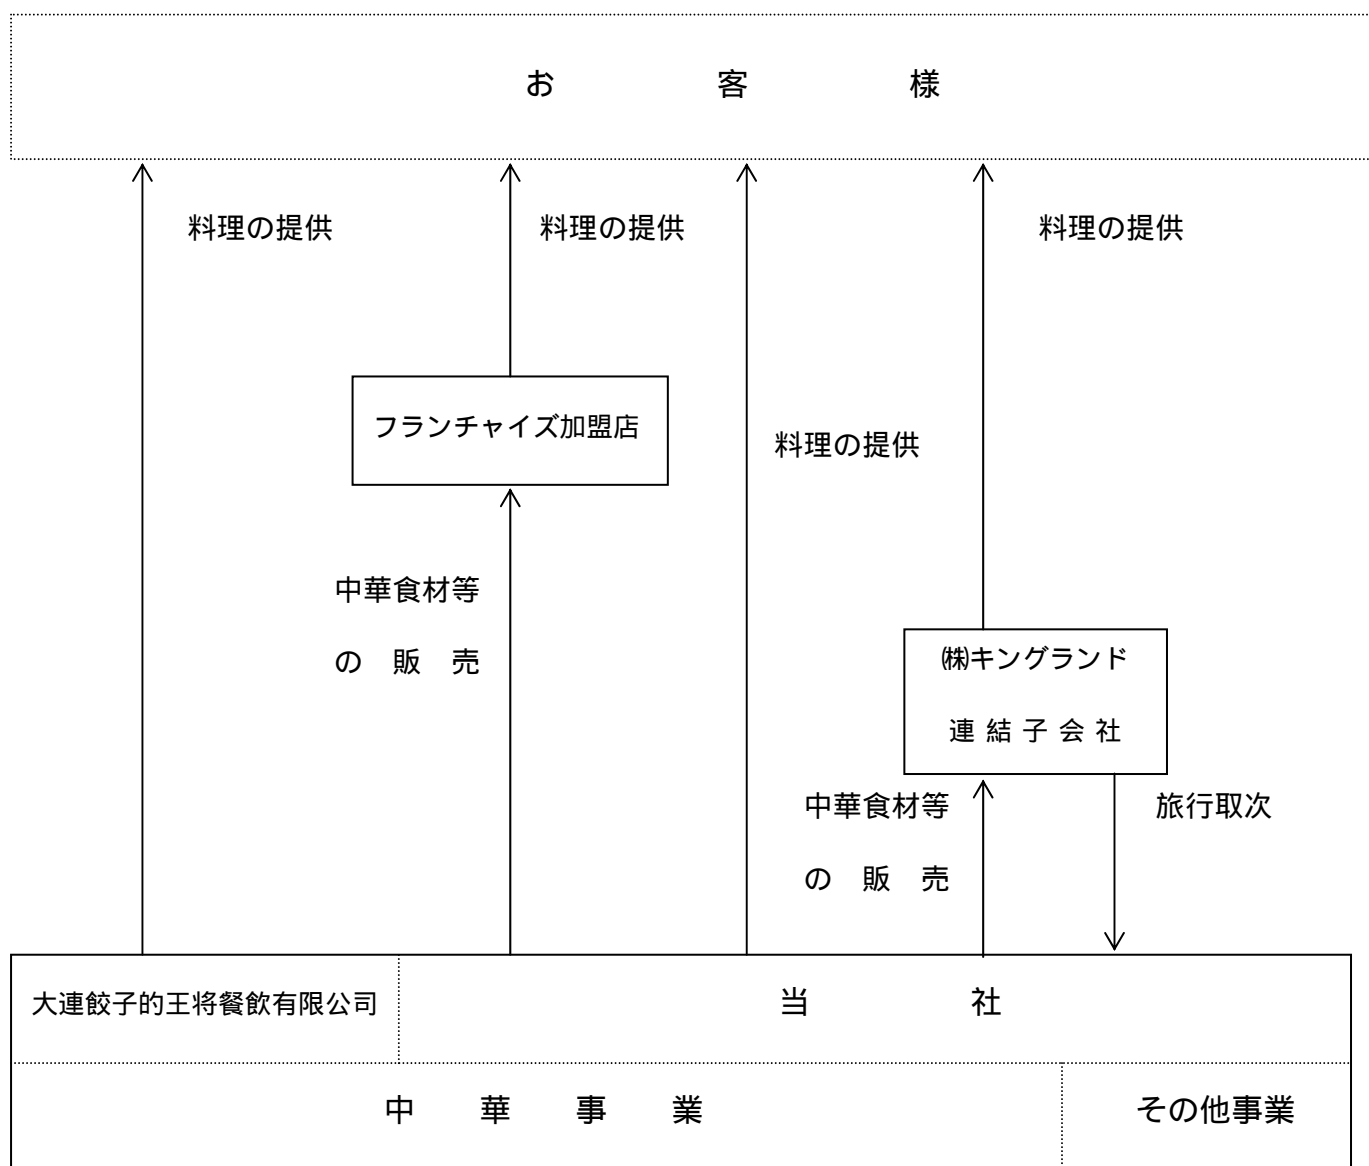 お客様
料理の提供
料理の提供
料理の提供
フランチャイズ加盟店
料理の提供
中華食材等
の販売
㈱キングランド
連結子会社
中華食材等
の販売
旅行取次
大連餃子的王将餐飲有限公司
当社
中華事業
その他事業